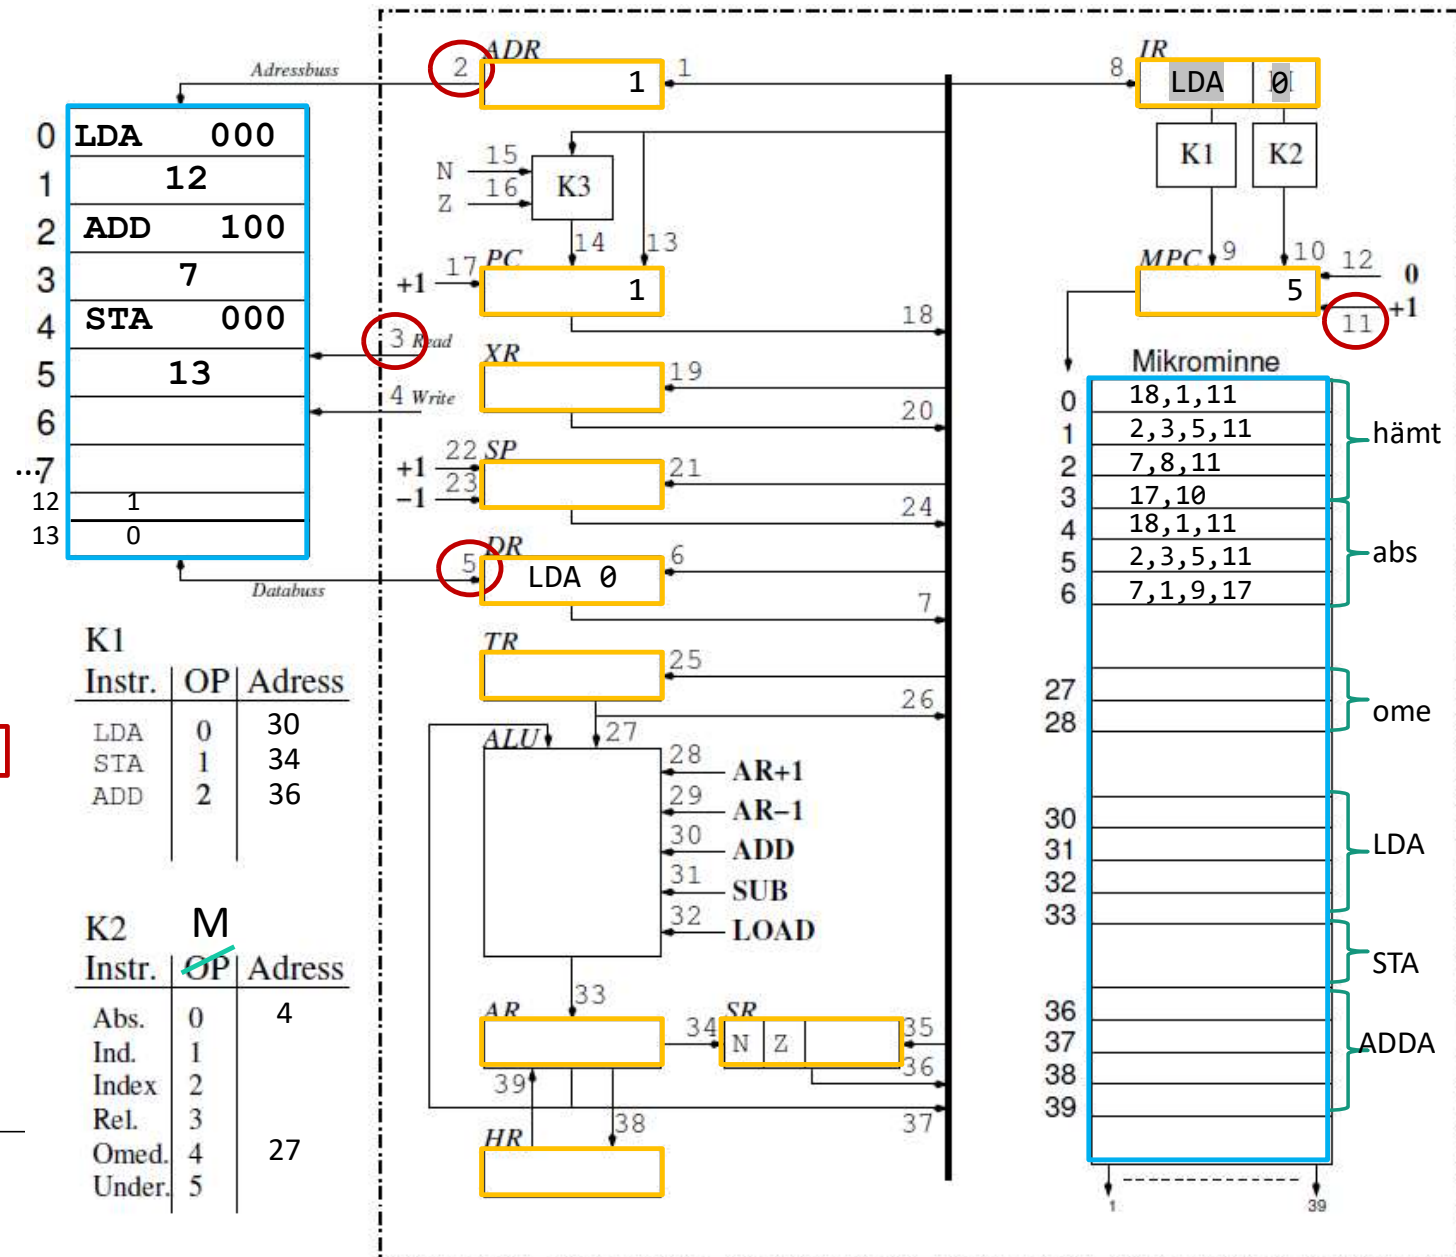 ADR
IR
Adressbuss
2
1
1
8
LDA 0
0 LDA 000
1 12
2 ADD 100
3 7
4 STA 000
5 13
6
...7
12 1
13 0
N 15
Z 16
K3
K1
K2
14
13
9
10
PC
+1 17
1
18
MPC
5
12 0
11 +1
3 Read
4 Write
XR
19
20
SP
+1 22
-1 23
21
24
DR
5
LDA 0
6
7
Databuss
TR
25
26
27
ALU
28 AR+1
29 AR-1
30 ADD
31 SUB
32 LOAD
33
AR
34
SR
N Z
35
36
37
38
39
HR
Mikrominne
0 18,1,11
1 2,3,5,11
2 7,8,11
3 17,10
hämt
4 18,1,11
5 2,3,5,11
6 7,1,9,17
abs
27
28
ome
30
31
32
33
LDA
STA
36
37
38
39
ADDA
1 39
K1
Instr. OP Adress
LDA 0 30
STA 1 34
ADD 2 36
K2 M
Instr. OP Adress
Abs. 0 4
Ind. 1
Index 2
Rel. 3
Omed. 4 27
Under. 5